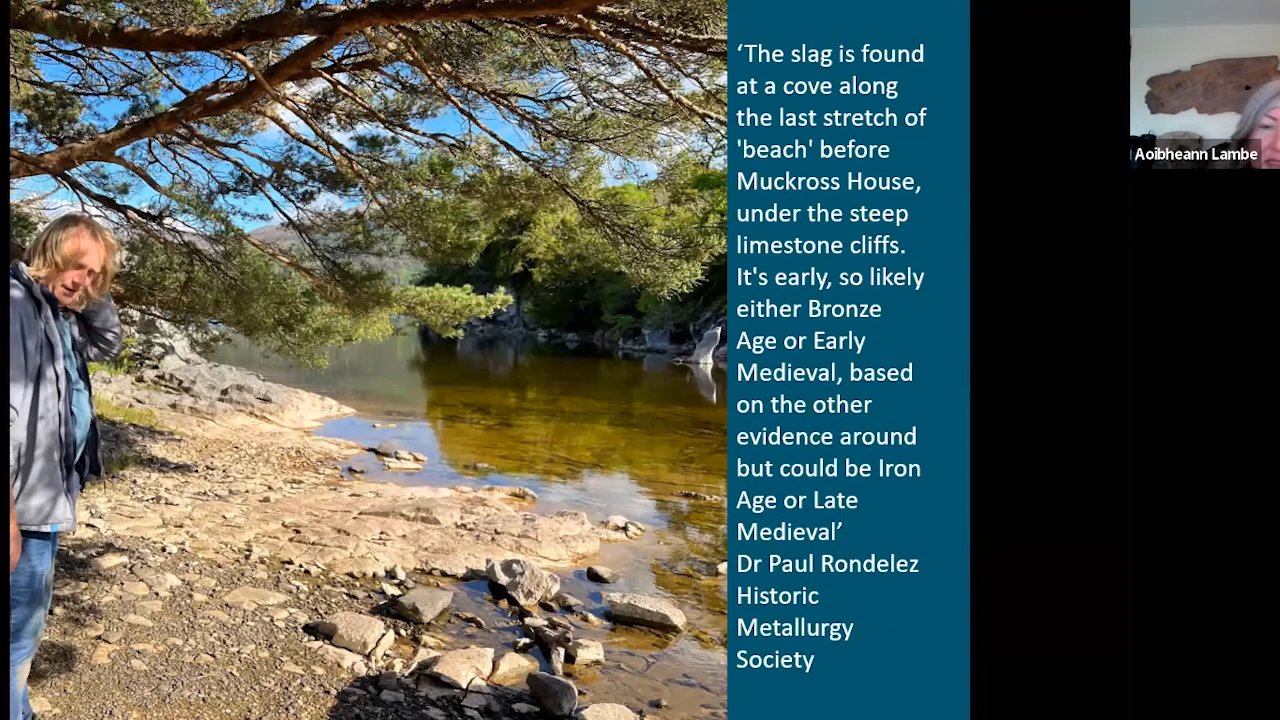 ‘The slag is found
at a cove along
the last stretch of
'beach' before
Muckross House,
under the steep
limestone cliffs.
It's early, so likely
either Bronze
Age or Early
Medieval, based
on the other
evidence around
but could be Iron
Age or Late
Medieval’
Dr Paul Rondelez
Historic
Metallurgy
Society
Aoibheann Lambe